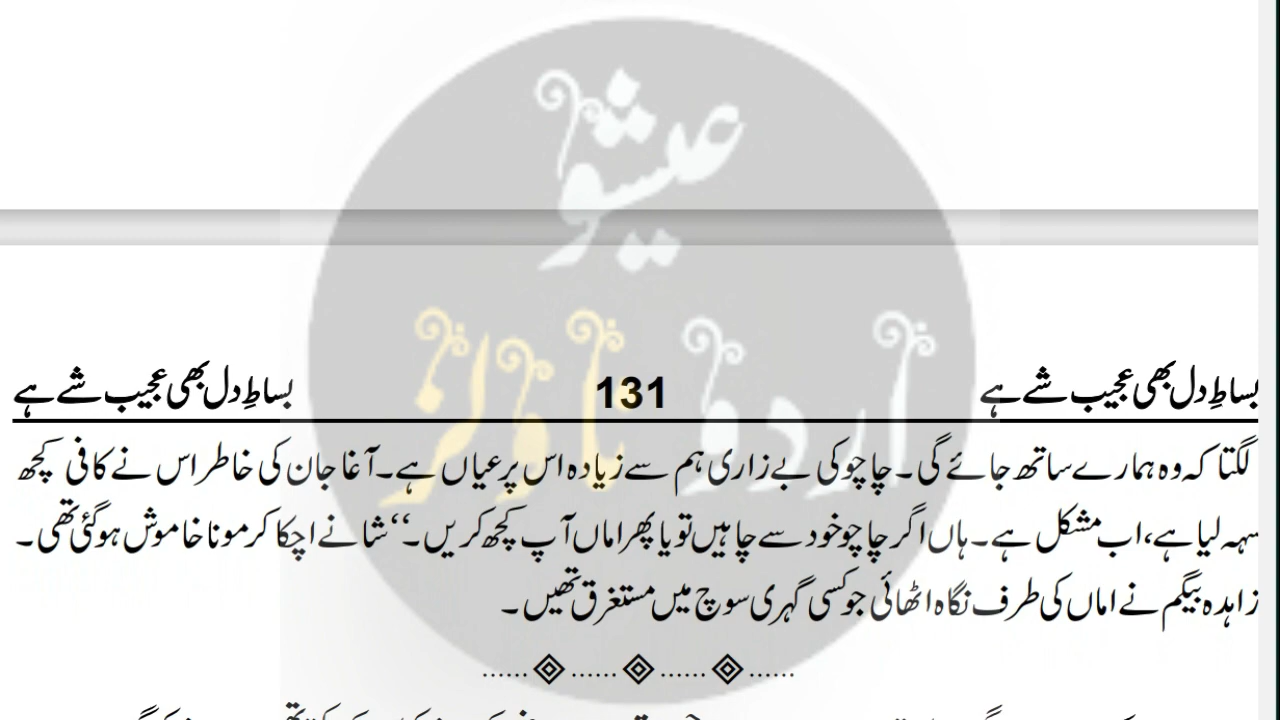 عیشو
اردو ناولز
بساطِ دل بھی عجیب شے ہے 131 بساطِ دل بھی عجیب شے ہے
لگتا کہ وہ ہمارے ساتھ جائے گی۔ چاچو کی بے زاری ہم سے زیادہ اس پر عیاں ہے۔ آغا جان کی خاطر اس نے کافی کچھ
سہہ لیا ہے، اب مشکل ہے۔ ہاں اگر چاچو خود سے چاہیں تو یا پھر اماں آپ کچھ کریں۔‘‘ شانے اچکا کر مونا خاموش ہوگئی تھی۔
زاہدہ بیگم نے اماں کی طرف نگاہ اٹھائی جو کسی گہری سوچ میں مستغرق تھیں۔